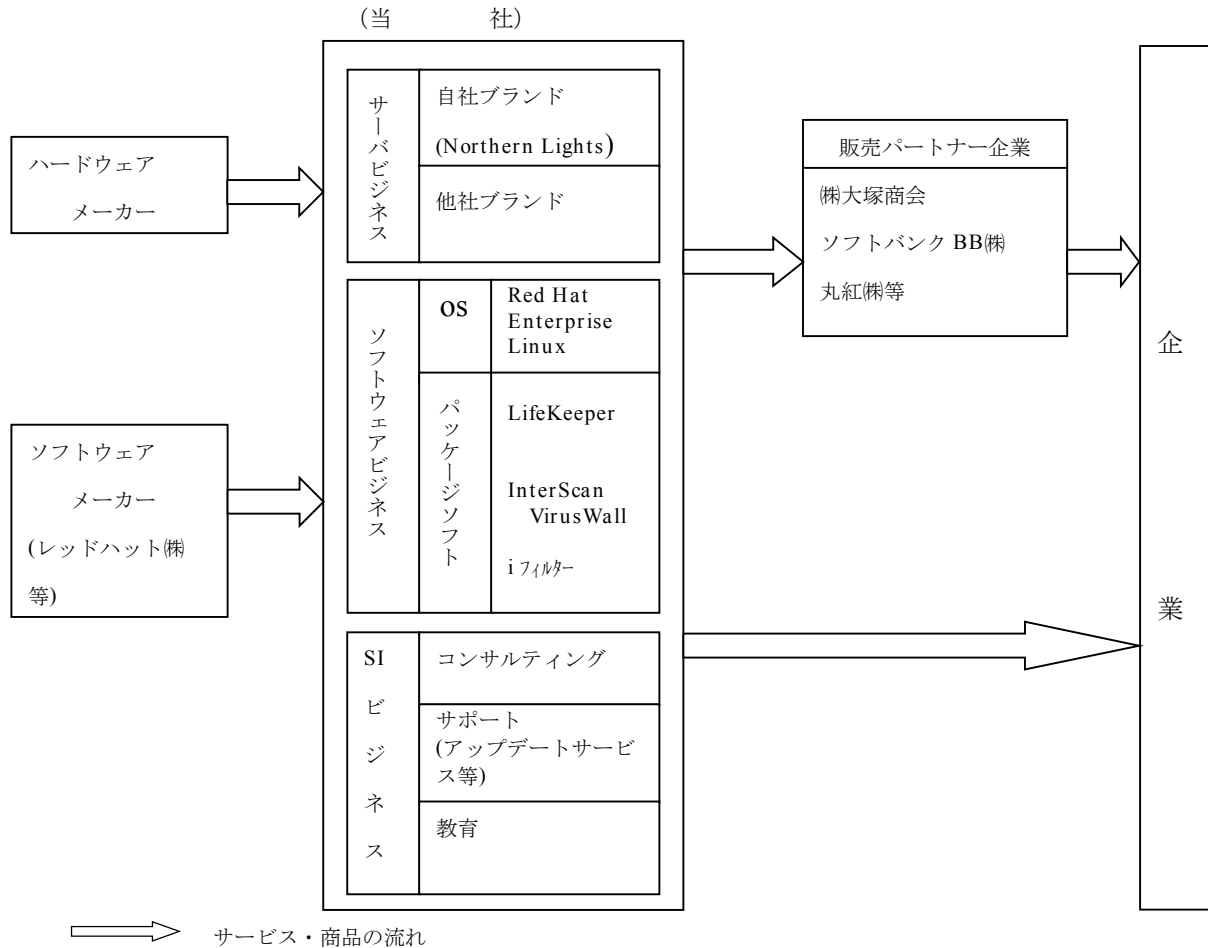 (当　　　社)
ハードウェア
メーカー
ソフトウェア
メーカー
(レッドハット㈱
等)
サーバビジネス
自社ブランド
(Northern Lights)
他社ブランド
ソフトウェアビジネス
OS
Red Hat
Enterprise
Linux
パッケージソフト
LifeKeeper
InterScan
VirusWall
i ﾌｨﾙﾀｰ
SI
ビジネス
コンサルティング
サポート
(アップデートサービ
ス等)
教育
販売パートナー企業
㈱大塚商会
ソフトバンク BB㈱
丸紅㈱等
企業
サービス・商品の流れ